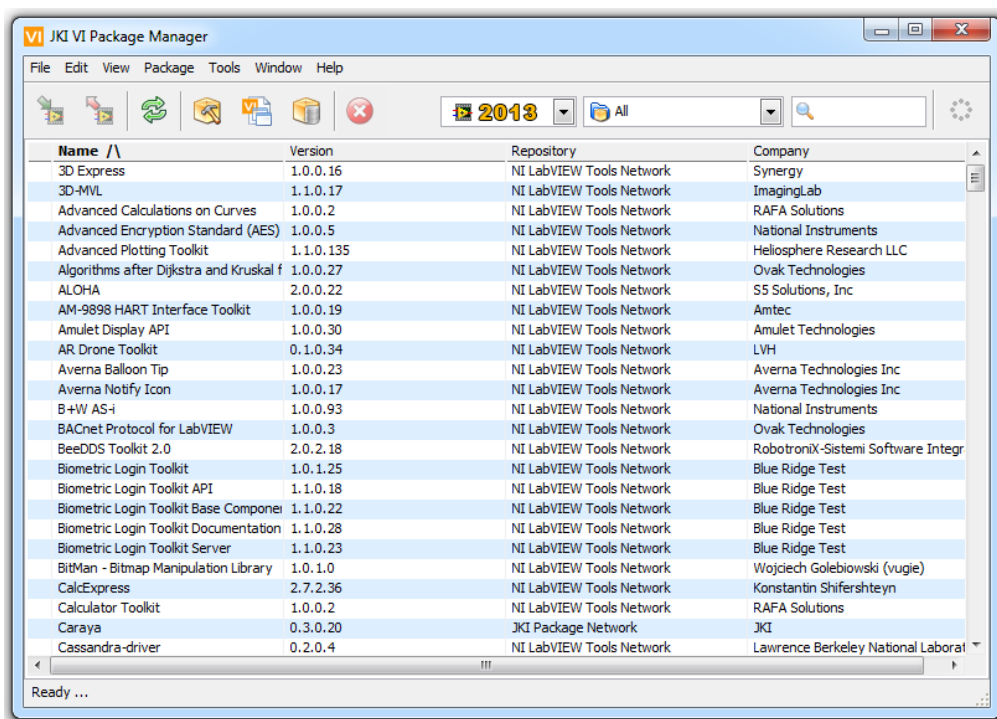 VI JKI VI Package Manager
File Edit View Package Tools Window Help
VI 2013 All
Name /\ Version Repository Company
3D Express 1.0.0.16 NI LabVIEW Tools Network Synergy
3D-MVL 1.1.0.17 NI LabVIEW Tools Network ImagingLab
Advanced Calculations on Curves 1.0.0.2 NI LabVIEW Tools Network RAFA Solutions
Advanced Encryption Standard (AES) 1.0.0.5 NI LabVIEW Tools Network National Instruments
Advanced Plotting Toolkit 1.1.0.135 NI LabVIEW Tools Network Heliosphere Research LLC
Algorithms after Dijkstra and Kruskal f 1.0.0.27 NI LabVIEW Tools Network Ovak Technologies
ALOHA 2.0.0.22 NI LabVIEW Tools Network S5 Solutions, Inc
AM-9898 HART Interface Toolkit 1.0.0.19 NI LabVIEW Tools Network Amtec
Amulet Display API 1.0.0.30 NI LabVIEW Tools Network Amulet Technologies
AR Drone Toolkit 0.1.0.34 NI LabVIEW Tools Network LVH
Averna Balloon Tip 1.0.0.23 NI LabVIEW Tools Network Averna Technologies Inc
Averna Notify Icon 1.0.0.17 NI LabVIEW Tools Network Averna Technologies Inc
B+W AS-i 1.0.0.93 NI LabVIEW Tools Network National Instruments
BACnet Protocol for LabVIEW 1.0.0.3 NI LabVIEW Tools Network Ovak Technologies
BeeDDS Toolkit 2.0 2.0.2.18 NI LabVIEW Tools Network RobotroniX-Sistemi Software Integr
Biometric Login Toolkit 1.0.1.25 NI LabVIEW Tools Network Blue Ridge Test
Biometric Login Toolkit API 1.1.0.18 NI LabVIEW Tools Network Blue Ridge Test
Biometric Login Toolkit Base Componer 1.1.0.22 NI LabVIEW Tools Network Blue Ridge Test
Biometric Login Toolkit Documentation 1.1.0.28 NI LabVIEW Tools Network Blue Ridge Test
Biometric Login Toolkit Server 1.1.0.23 NI LabVIEW Tools Network Blue Ridge Test
BitMan - Bitmap Manipulation Library 1.0.1.0 NI LabVIEW Tools Network Wojciech Golebiowski (vugie)
CalcExpress 2.7.2.36 NI LabVIEW Tools Network Konstantin Shifershteyn
Calculator Toolkit 1.0.0.2 NI LabVIEW Tools Network RAFA Solutions
Caraya 0.3.0.20 JKI Package Network JKI
Cassandra-driver 0.2.0.4 NI LabVIEW Tools Network Lawrence Berkeley National Laborat
Ready ...